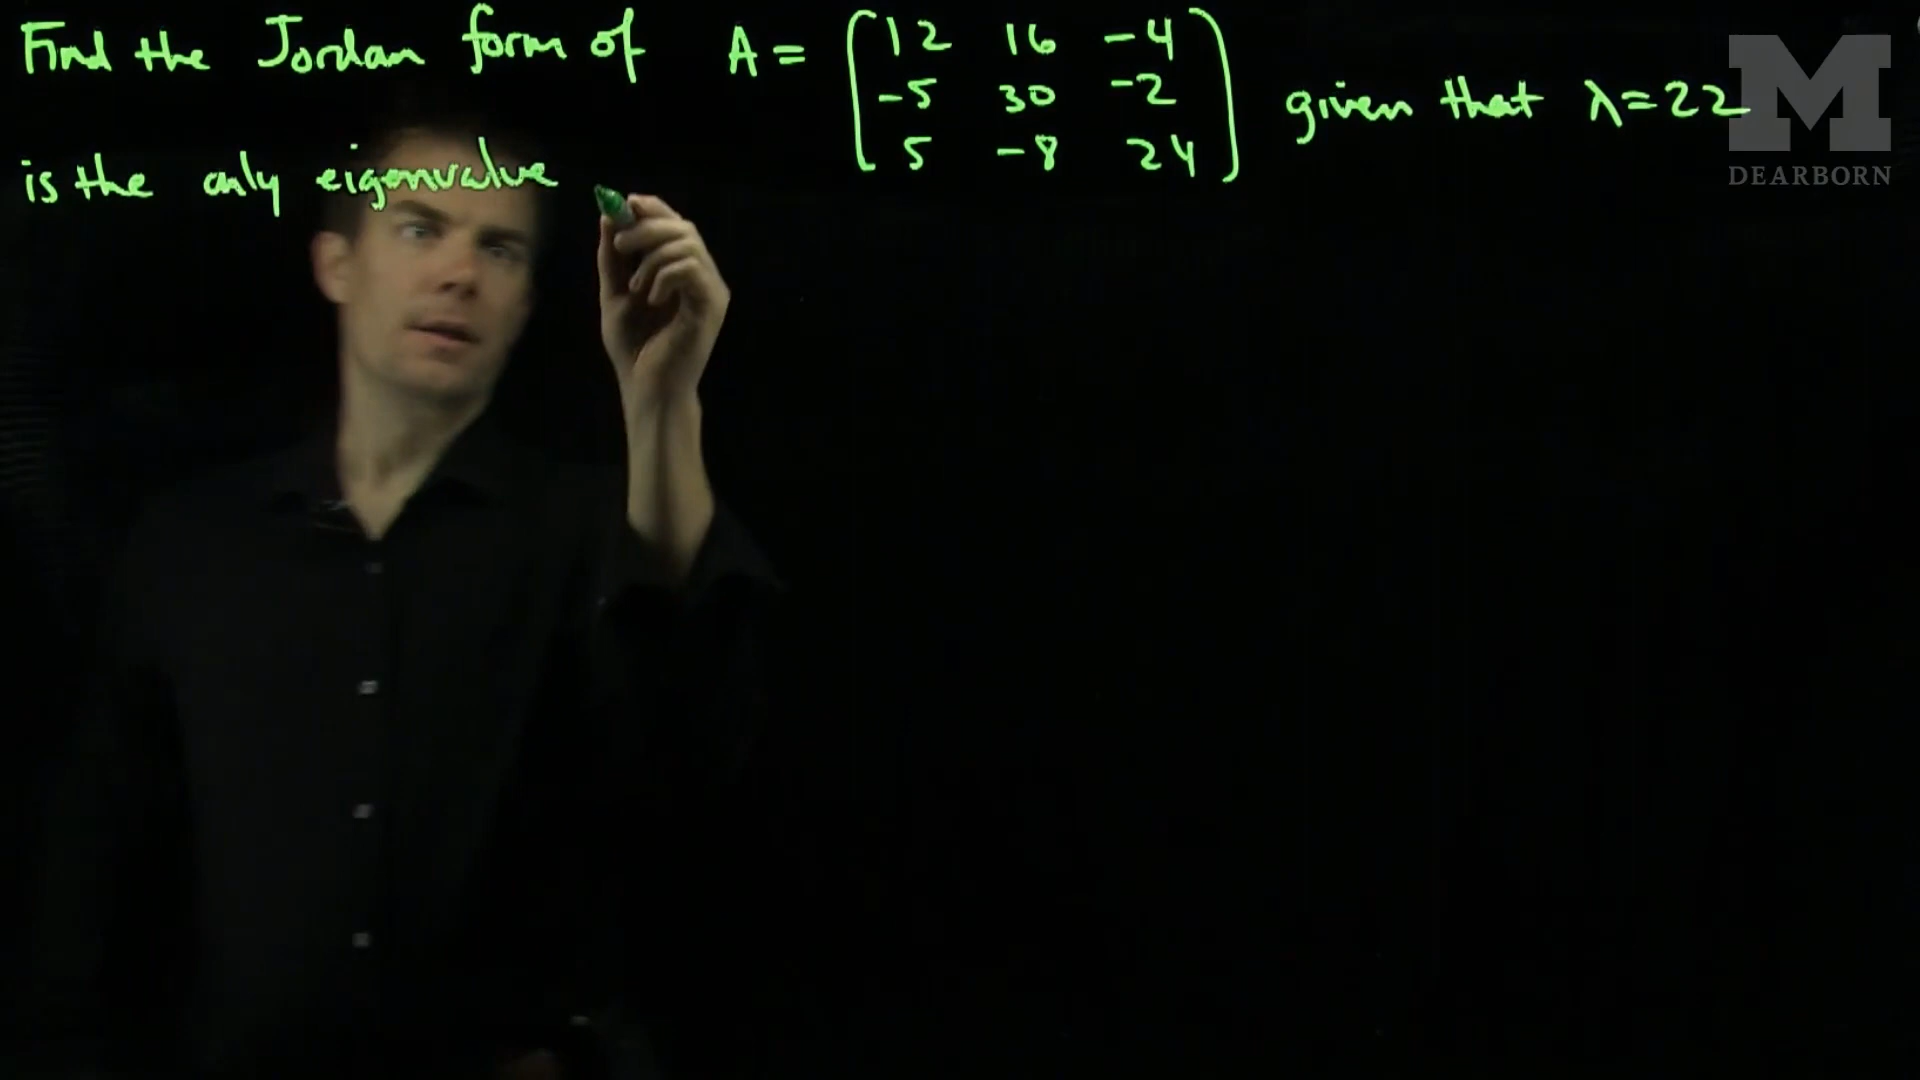 Find the Jordan form of A = (12 16 -4
-5 30 -2
5 -8 24) given that λ=22
is the only eigenvalue
M
DEARBORN